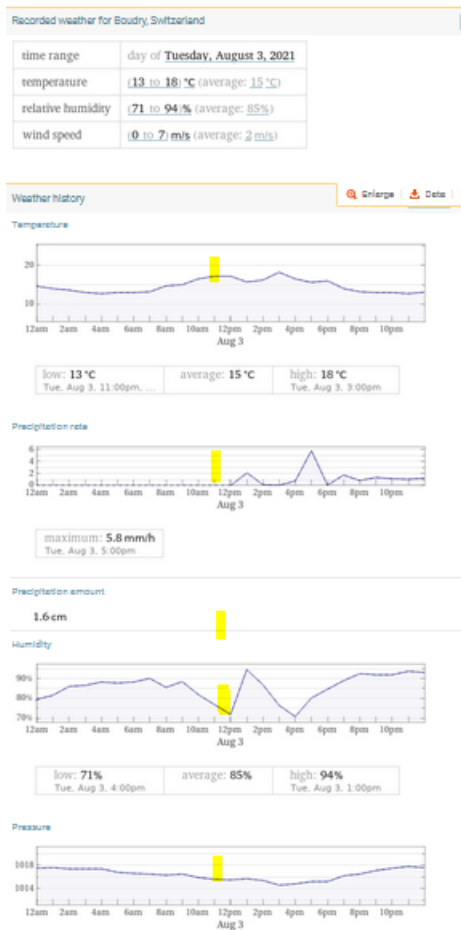 Recorded weather for Boudry, Switzerland
time range day of Tuesday, August 3, 2021
temperature (13 to 18) °C (average: 15 °C)
relative humidity (71 to 94)% (average: 85%)
wind speed (0 to 7) m/s (average: 2 m/s)
Weather history
Enlarge Data
Temperature
20
10
12am 2am 4am 6am 8am 10am 12pm 2pm 4pm 6pm 8pm 10pm
Aug 3
low: 13 °C average: 15 °C high: 18 °C
Tue, Aug 3, 11:00pm, ... Tue, Aug 3, 3:00pm
Precipitation rate
6
4
2
0
12am 2am 4am 6am 8am 10am 12pm 2pm 4pm 6pm 8pm 10pm
Aug 3
maximum: 5.8 mm/h
Tue, Aug 3, 5:00pm
Precipitation amount
1.6 cm
Humidity
90%
80%
70%
12am 2am 4am 6am 8am 10am 12pm 2pm 4pm 6pm 8pm 10pm
Aug 3
low: 71% average: 85% high: 94%
Tue, Aug 3, 4:00pm Tue, Aug 3, 1:00pm
Pressure
1018
1004
12am 2am 4am 6am 8am 10am 12pm 2pm 4pm 6pm 8pm 10pm
Aug 3